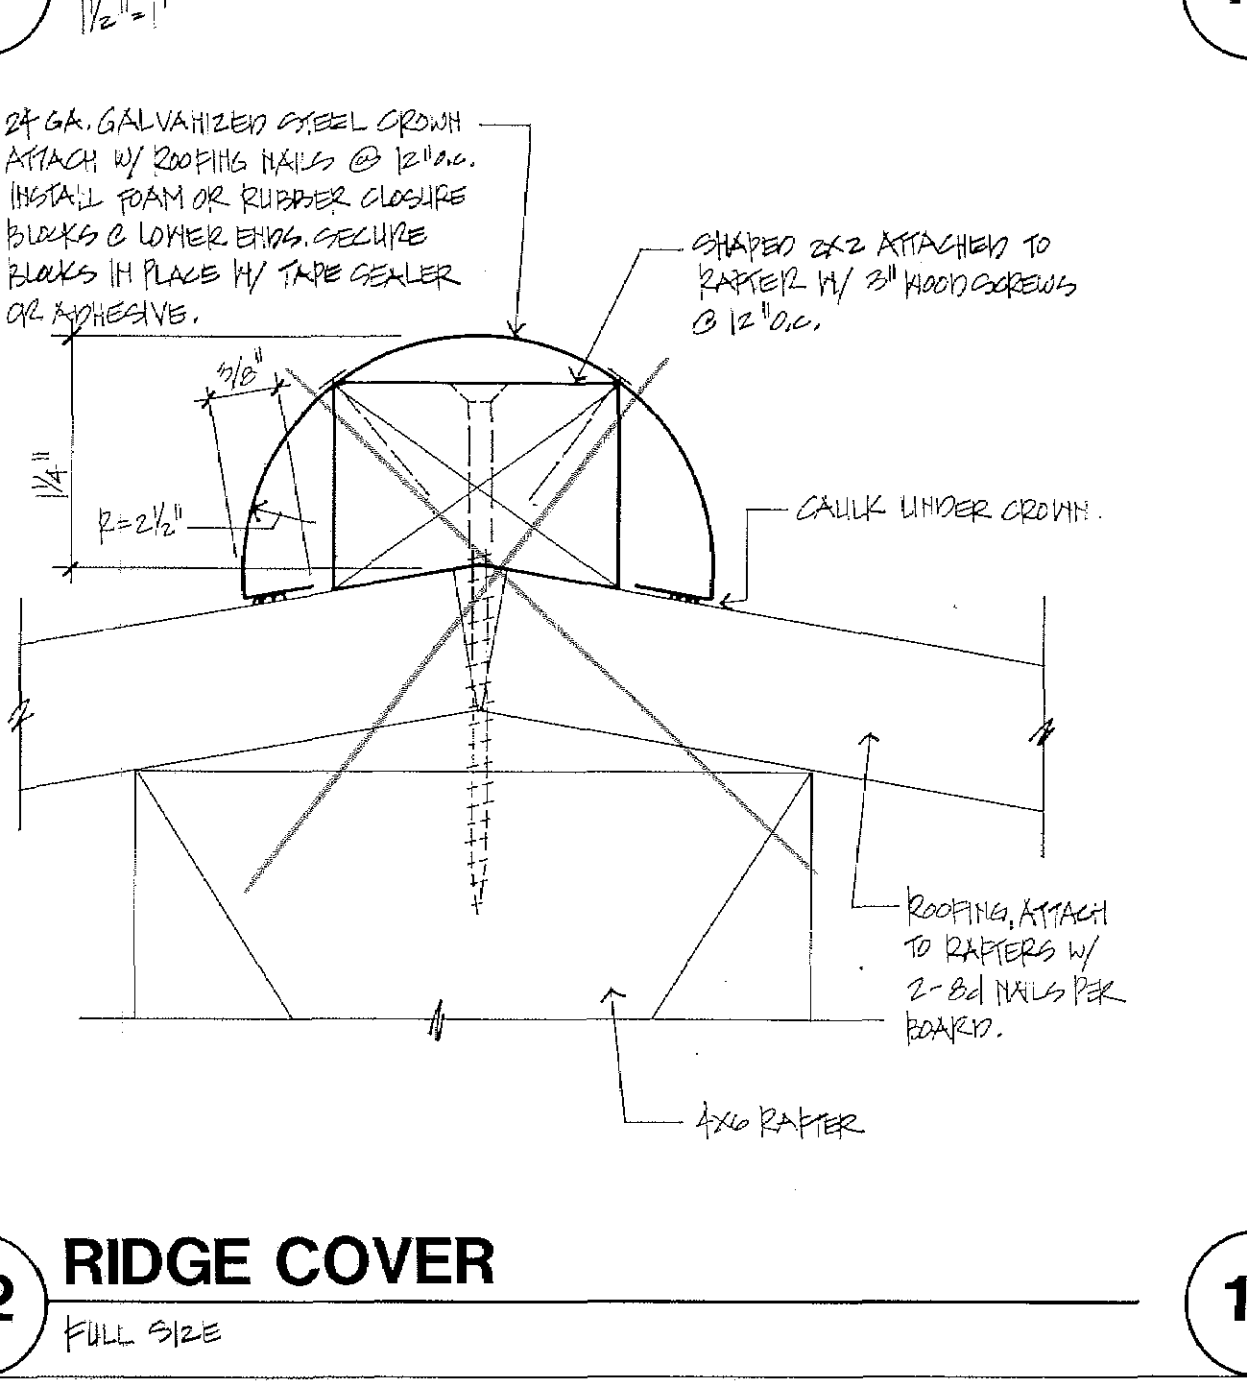 1½"=1'
24 GA. GALVANIZED STEEL CROWN
ATTACH W/ ROOFING NAILS @ 12" O.C.
INSTALL FOAM OR RUBBER CLOSURE
BLOCKS @ LOWER ENDS. SECURE
BLOCKS IN PLACE W/ TAPE SEALER
OR ADHESIVE.
SHAPED 2X2 ATTACHED TO
RAFTER W/ 3" WOOD SCREWS
@ 12" O.C.
5/8"
1¼"
R=2½"
CAULK UNDER CROWN.
ROOFING, ATTACH
TO RAFTERS W/
2-8d NAILS PER
BOARD.
4X6 RAFTER
2
RIDGE COVER
1
FULL SIZE